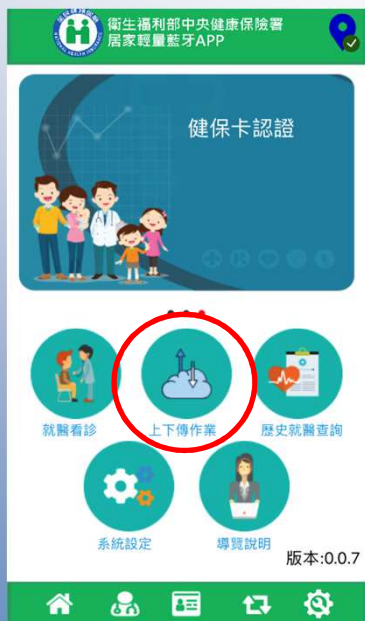 衛生福利部中央健康保險署
居家輕量藍牙APP
健保卡認證
就醫看診
上下傳作業
歷史就醫查詢
系統設定
導覽說明
版本:0.0.7